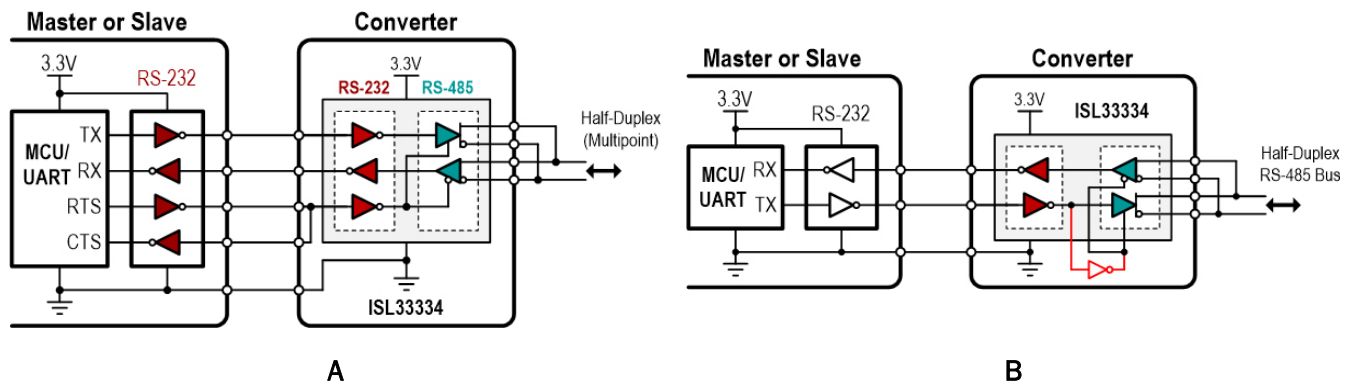 Master or Slave
Converter
3.3V
RS-232
3.3V
RS-232
RS-485
MCU/
UART
TX
RX
RTS
CTS
Half-Duplex
(Multipoint)
ISL33334
A
Master or Slave
Converter
3.3V
RS-232
3.3V
ISL33334
MCU/
UART
RX
TX
Half-Duplex
RS-485 Bus
B